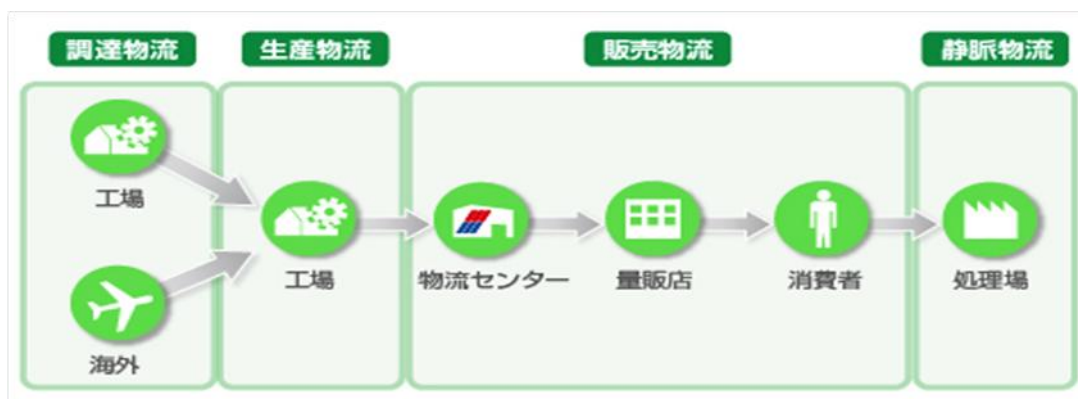 調達物流
生産物流
販売物流
静脈物流
工場
海外
工場
物流センター
量販店
消費者
処理場